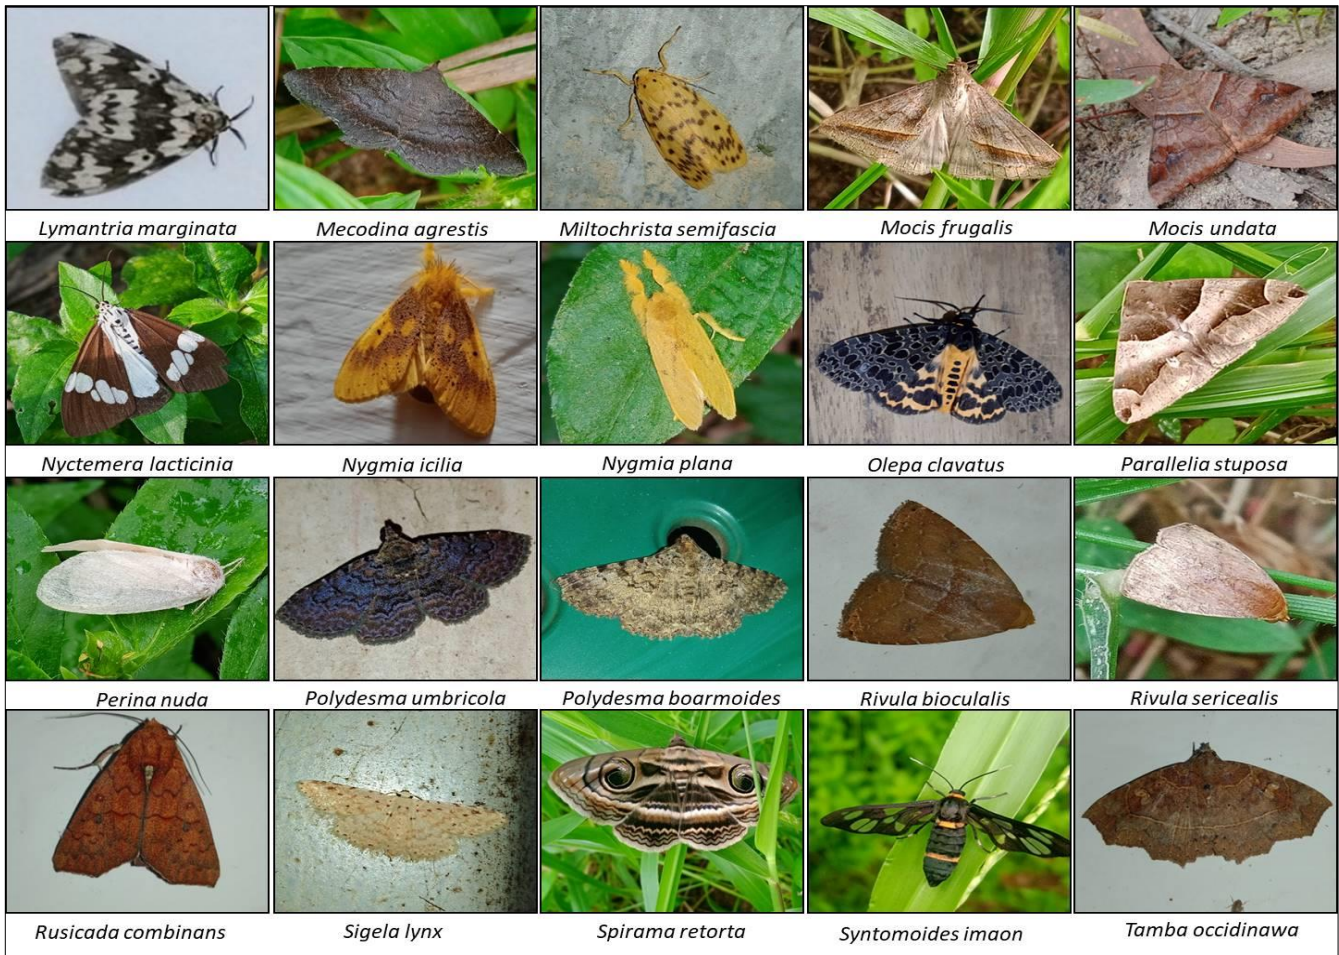 Lymantria marginata
Mecodina agrestis
Miltochrista semifascia
Mocis frugalis
Mocis undata
Nyctemera lacticinia
Nygmia icilia
Nygmia plana
Olepa clavatus
Parallelia stuposa
Perina nuda
Polydesma umbricola
Polydesma boarmoides
Rivula bioculalis
Rivula sericealis
Rusicada combinans
Sigela lynx
Spirama retorta
Syntomoides imaon
Tamba occidinawa